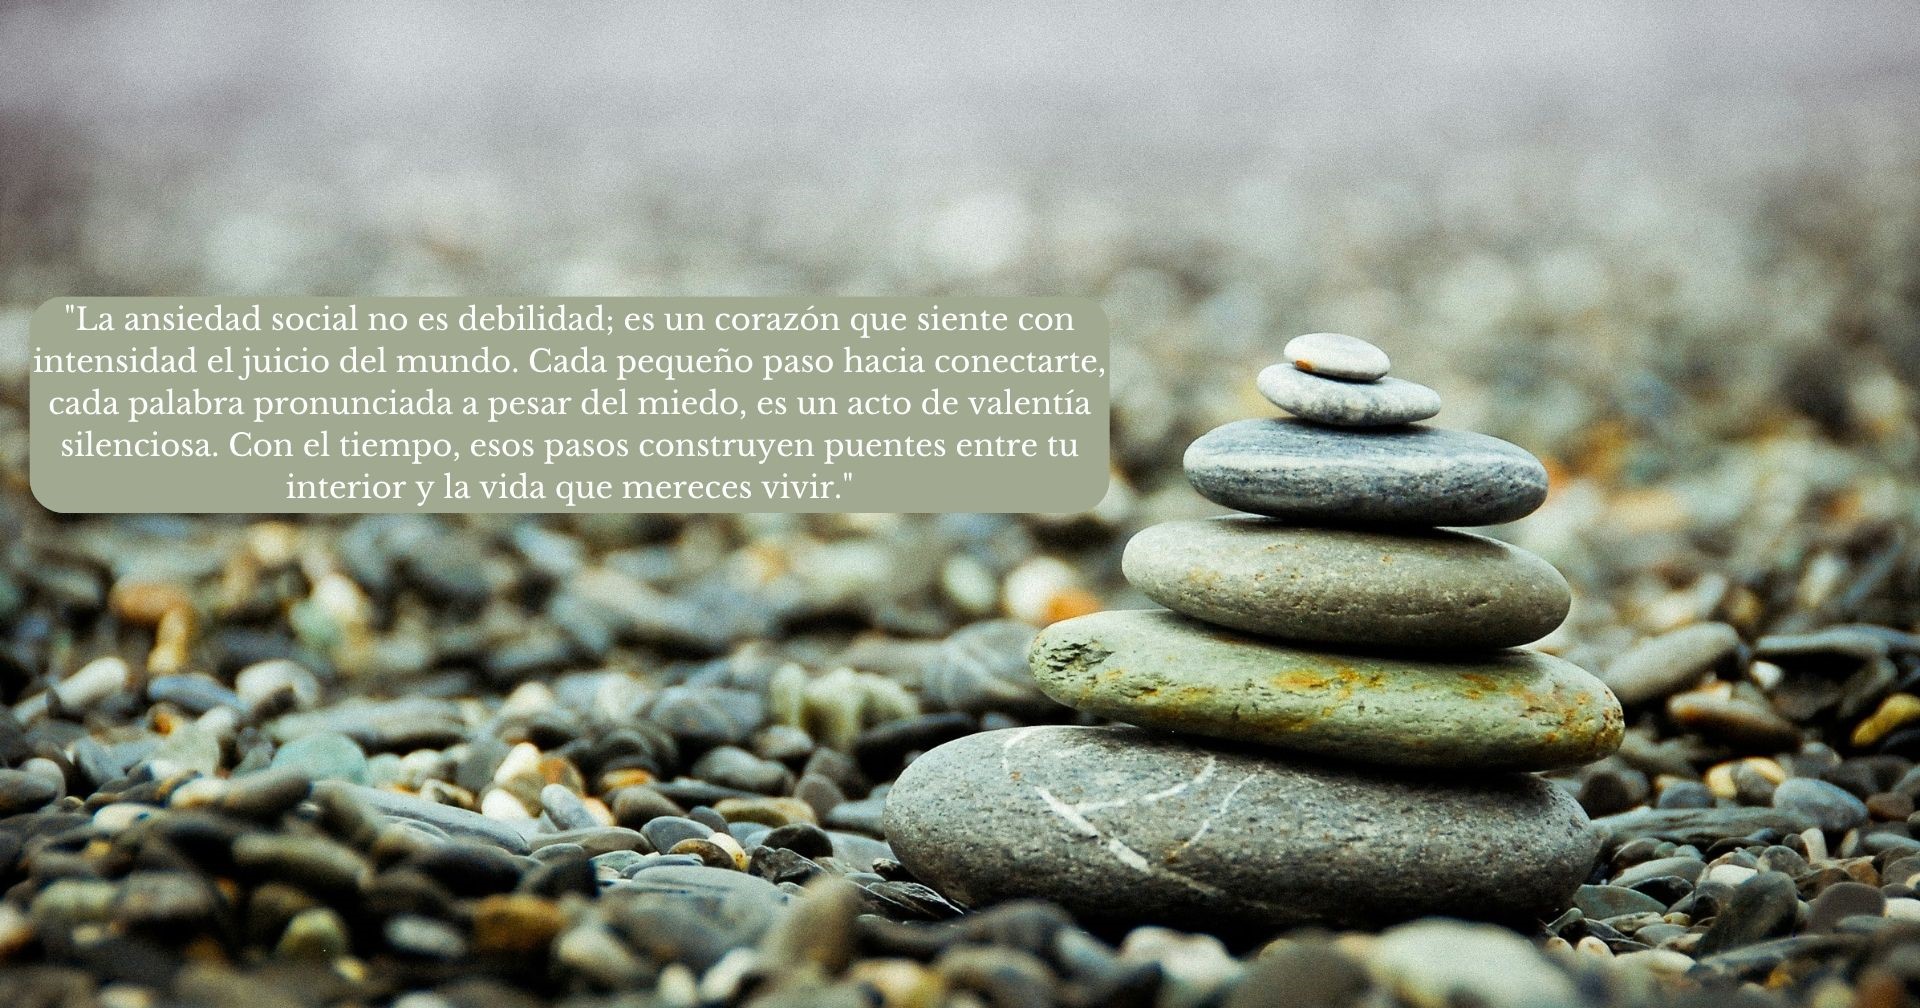 "La ansiedad social no es debilidad; es un corazón que siente con
intensidad el juicio del mundo. Cada pequeño paso hacia conectarte,
cada palabra pronunciada a pesar del miedo, es un acto de valentía
silenciosa. Con el tiempo, esos pasos construyen puentes entre tu
interior y la vida que mereces vivir."